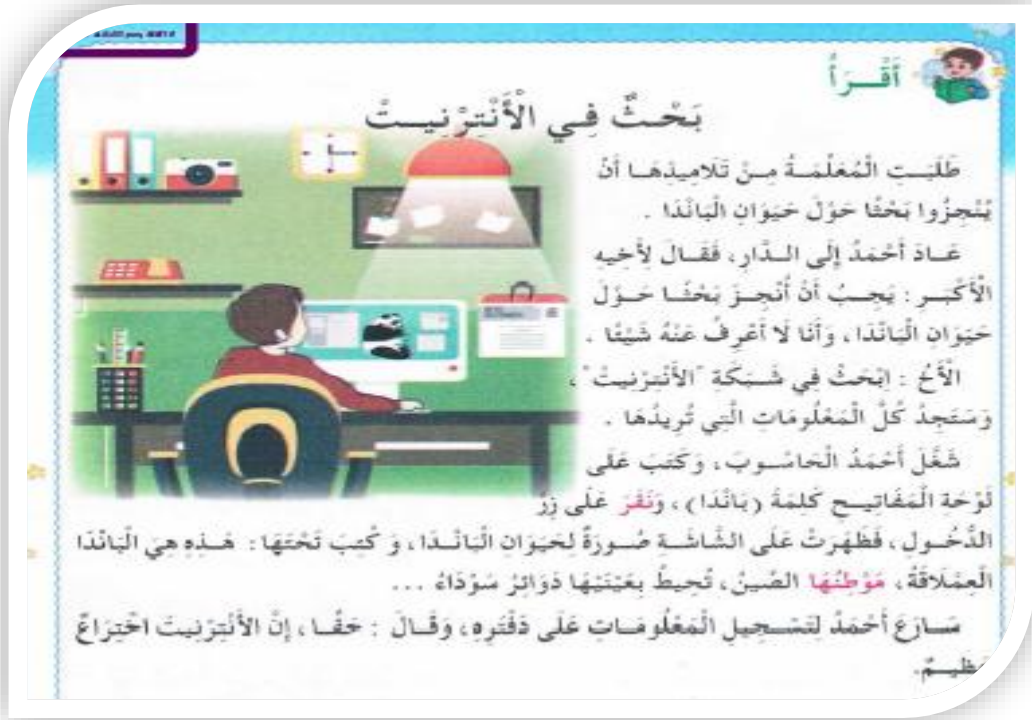 أَقْرَأُ
بَحْثٌ فِي الْأَنْتِرْنِيتْ
طَلَبَتِ الْمُعَلِّمَةُ مِنْ تَلَامِيذِهَا أَنْ
يُنْجِزُوا بَحْثًا حَوْلَ حَيَوَانِ الْبَانْدَا .
عَادَ أَحْمَدُ إِلَى الدَّارِ، فَقَالَ لِأَخِيهِ
الْأَكْبَرِ : يَجِبُ أَنْ أُنْجِزَ بَحْثًا حَوْلَ
حَيَوَانِ الْبَانْدَا، وَأَنَا لَا أَعْرِفُ عَنْهُ شَيْئًا .
الْأَخُ : اِبْحَثْ فِي شَبَكَةِ "الْأَنْتِرْنِيتْ"،
وَسَتَجِدُ كُلَّ الْمَعْلُومَاتِ الَّتِي تُرِيدُهَا .
شَغَّلَ أَحْمَدُ الْحَاسُوبَ، وَكَتَبَ عَلَى
لَوْحَةِ الْمَفَاتِيحِ كَلِمَةَ (بَانْدَا)، وَنَقَرَ عَلَى زِرِّ
الدُّخُولِ، فَظَهَرَتْ عَلَى الشَّاشَةِ صُورَةٌ لِحَيَوَانِ الْبَانْدَا، وَ كُتِبَ تَحْتَهَا : هَذِهِ هِيَ الْبَانْدَا
الْعِمْلَاقَةُ، مَوْطِنُهَا الصِّينُ، تُحِيطُ بِعَيْنَيْهَا دَوَائِرُ سَوْدَاءُ ...
سَارَعَ أَحْمَدُ لِتَسْجِيلِ الْمَعْلُومَاتِ عَلَى دَفْتَرِهِ، وَقَالَ : حَقًّا، إِنَّ الْأَنْتِرْنِيتَ اخْتِرَاعٌ
عَظِيمٌ.